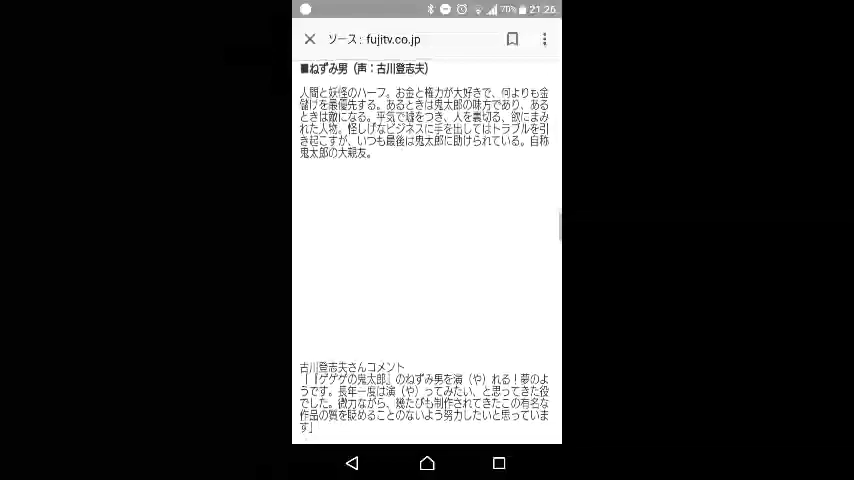 70% 21:26
ソース: fujitv.co.jp
■ねずみ男（声：古川登志夫）
人間と妖怪のハーフ。お金と権力が大好きで、何よりも金
儲けを最優先する。あるときは鬼太郎の味方であり、ある
ときは敵になる。平気で嘘をつき、人を裏切る、欲にまみ
れた人物。怪しげなビジネスに手を出してはトラブルを引
き起こすが、いつも最後は鬼太郎に助けられている。自称
鬼太郎の大親友。
古川登志夫さんコメント
「『ゲゲゲの鬼太郎』のねずみ男を演（や）れる！夢のよ
うです。長年一度は演（や）ってみたい、と思ってきた役
でした。微力ながら、幾たびも制作されてきたこの有名な
作品の質を貶めることのないよう努力したいと思っていま
す」